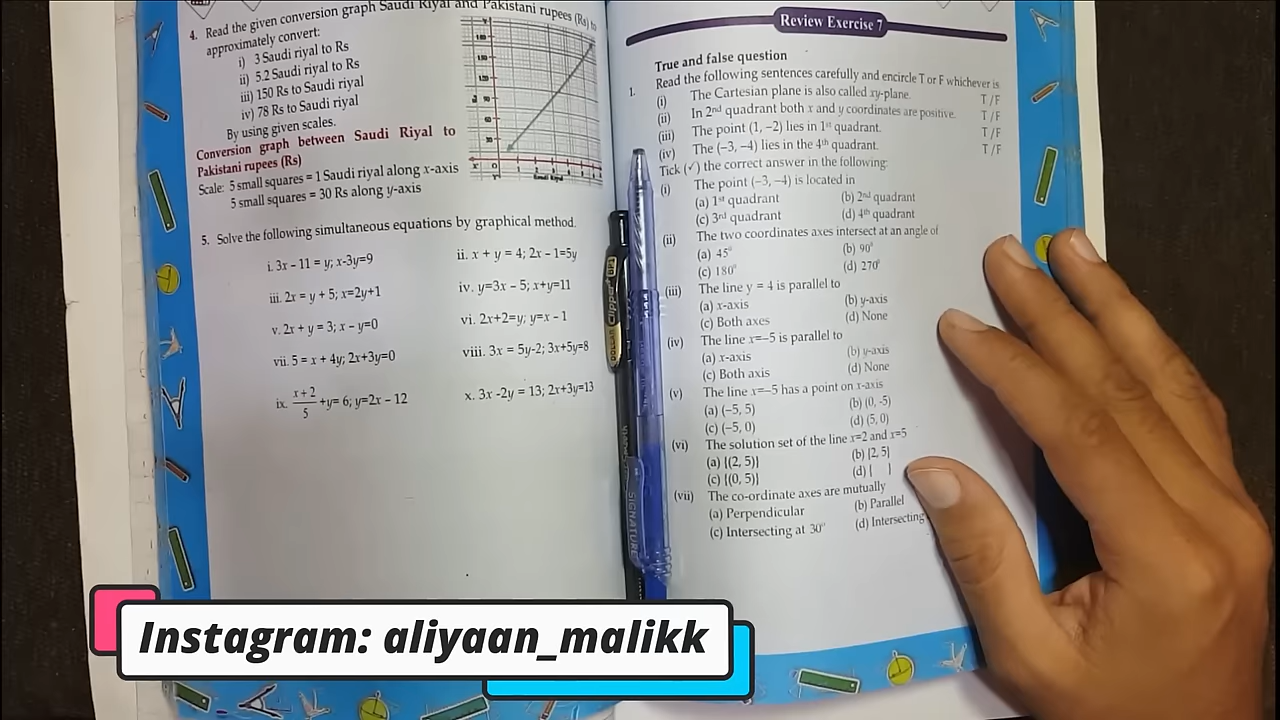 4. Read the given conversion graph Saudi Riyal and Pakistani rupees (Rs) to
approximately convert:
i) 3 Saudi riyal to Rs
ii) 5.2 Saudi riyal to Rs
iii) 150 Rs to Saudi riyal
iv) 78 Rs to Saudi riyal
By using given scales.
Conversion graph between Saudi Riyal to
Pakistani rupees (Rs)
Scale: 5 small squares = 1 Saudi riyal along x-axis
5 small squares = 30 Rs along y-axis
5. Solve the following simultaneous equations by graphical method.
i. 3x – 11 = y; x-3y=9
ii. x + y = 4; 2x - 1=5y
iii. 2x = y + 5; x=2y+1
iv. y=3x – 5; x+y=11
v. 2x + y = 3; x – y=0
vi. 2x+2=y; y=x – 1
vii. 5 = x + 4y; 2x+3y=0
viii. 3x = 5y-2; 3x+5y=8
ix. x + 2 / 5 +y= 6; y=2x – 12
x. 3x -2y = 13; 2x+3y=13
Review Exercise 7
True and false question
1. Read the following sentences carefully and encircle T or F whichever is
(i) The Cartesian plane is also called xy-plane. T/F
(ii) In 2nd quadrant both x and y coordinates are positive. T/F
(iii) The point (1, –2) lies in 1st quadrant. T/F
(iv) The (–3, –4) lies in the 4th quadrant. T/F
Tick (✓) the correct answer in the following:
(i) The point (–3, –4) is located in
(a) 1st quadrant (b) 2nd quadrant
(c) 3rd quadrant (d) 4th quadrant
(ii) The two coordinates axes intersect at an angle of
(a) 45° (b) 90°
(c) 180° (d) 270°
(iii) The line y = 4 is parallel to
(a) x-axis (b) y-axis
(c) Both axes (d) None
(iv) The line x=–5 is parallel to
(a) x-axis (b) y-axis
(c) Both axis (d) None
(v) The line x=–5 has a point on x-axis
(a) (–5, 5) (b) (0, -5)
(c) (–5, 0) (d) (5, 0)
(vi) The solution set of the line x=2 and x=5
(a) {(2, 5)} (b) {2, 5}
(c) {(0, 5)} (d) { }
(vii) The co-ordinate axes are mutually
(a) Perpendicular (b) Parallel
(c) Intersecting at 30° (d) Intersecting
DOLLAR Clipper
SIGNATURE
Instagram: aliyaan_malikk